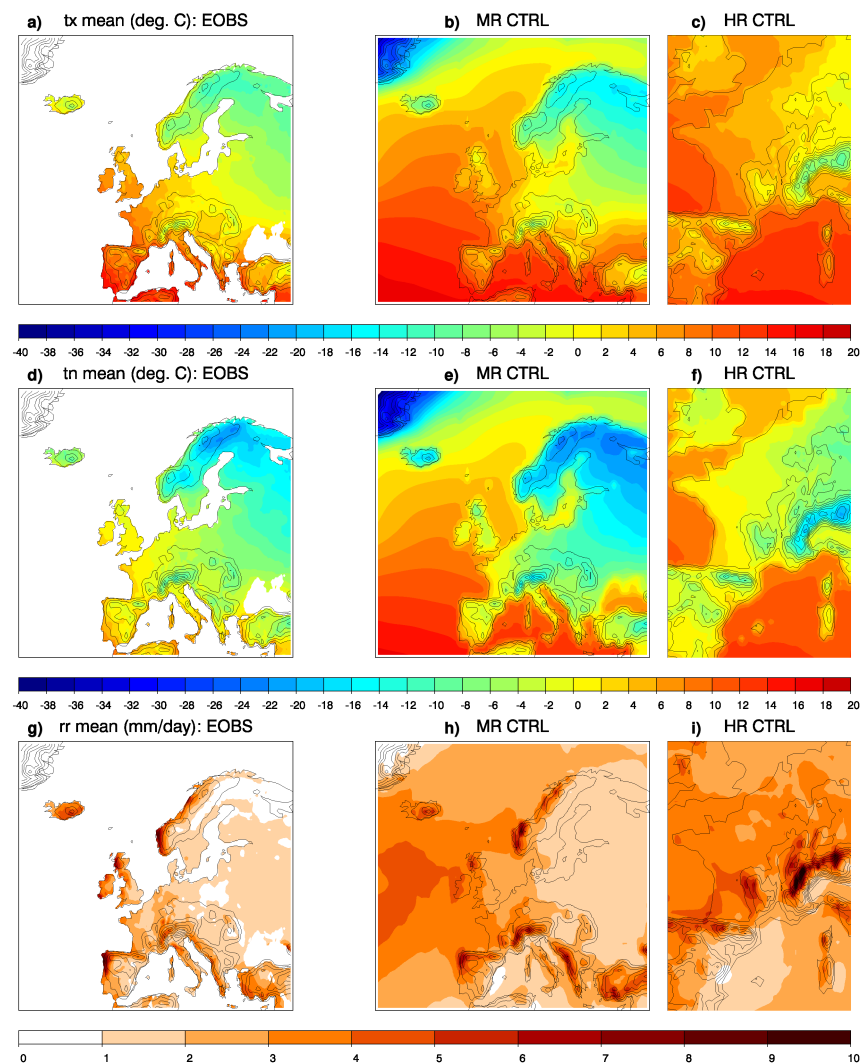 a) tx mean (deg. C): EOBS b) MR CTRL c) HR CTRL
-40 -38 -36 -34 -32 -30 -28 -26 -24 -22 -20 -18 -16 -14 -12 -10 -8 -6 -4 -2 0 2 4 6 8 10 12 14 16 18 20
d) tn mean (deg. C): EOBS e) MR CTRL f) HR CTRL
-40 -38 -36 -34 -32 -30 -28 -26 -24 -22 -20 -18 -16 -14 -12 -10 -8 -6 -4 -2 0 2 4 6 8 10 12 14 16 18 20
g) rr mean (mm/day): EOBS h) MR CTRL i) HR CTRL
0 1 2 3 4 5 6 7 8 9 10